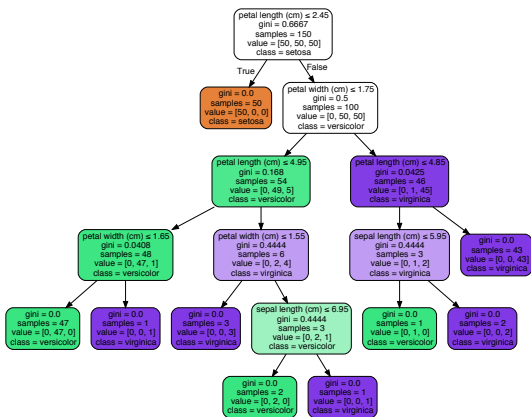 petal length (cm) ≤ 2.45
gini = 0.6667
samples = 150
value = [50, 50, 50]
class = setosa
True
False
gini = 0.0
samples = 50
value = [50, 0, 0]
class = setosa
petal width (cm) ≤ 1.75
gini = 0.5
samples = 100
value = [0, 50, 50]
class = versicolor
petal length (cm) ≤ 4.95
gini = 0.168
samples = 54
value = [0, 49, 5]
class = versicolor
petal length (cm) ≤ 4.85
gini = 0.0425
samples = 46
value = [0, 1, 45]
class = virginica
petal width (cm) ≤ 1.65
gini = 0.0408
samples = 48
value = [0, 47, 1]
class = versicolor
petal width (cm) ≤ 1.55
gini = 0.4444
samples = 6
value = [0, 2, 4]
class = virginica
sepal length (cm) ≤ 5.95
gini = 0.4444
samples = 3
value = [0, 1, 2]
class = virginica
gini = 0.0
samples = 43
value = [0, 0, 43]
class = virginica
gini = 0.0
samples = 47
value = [0, 47, 0]
class = versicolor
gini = 0.0
samples = 1
value = [0, 0, 1]
class = virginica
gini = 0.0
samples = 3
value = [0, 0, 3]
class = virginica
sepal length (cm) ≤ 6.95
gini = 0.4444
samples = 3
value = [0, 2, 1]
class = versicolor
gini = 0.0
samples = 1
value = [0, 1, 0]
class = versicolor
gini = 0.0
samples = 2
value = [0, 0, 2]
class = virginica
gini = 0.0
samples = 2
value = [0, 2, 0]
class = versicolor
gini = 0.0
samples = 1
value = [0, 0, 1]
class = virginica